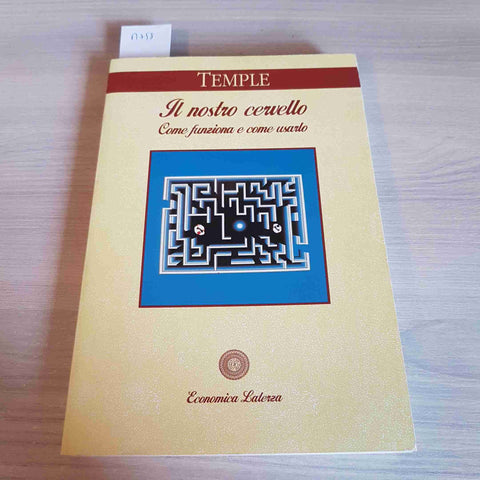 TEMPLE
Il nostro cervello
Come funziona e come usarlo
Economica Laterza